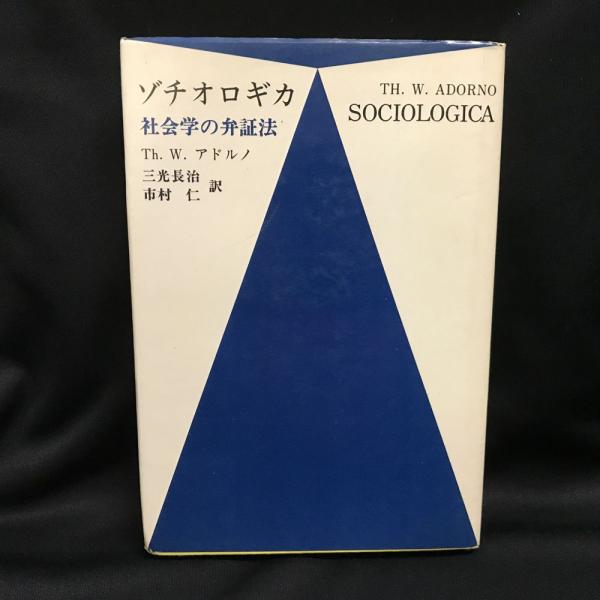 ゾチオロギカ
社会学の弁証法
Th. W. アドルノ
三光長治
市村 仁
訳
TH. W. ADORNO
SOCIOLOGICA